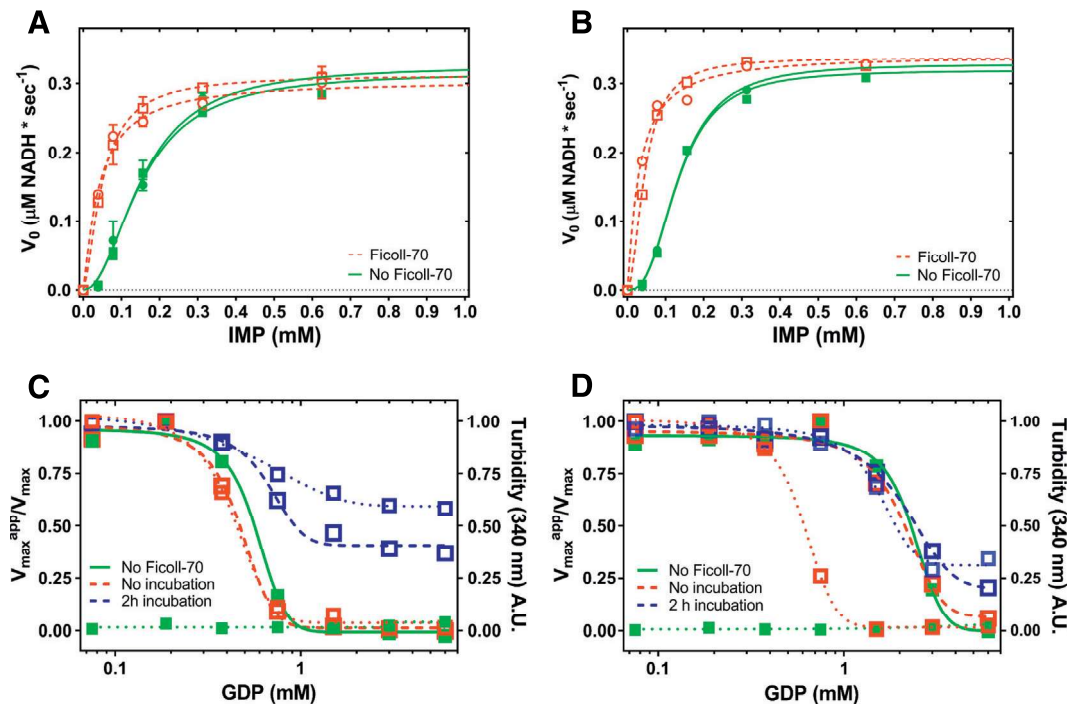 A
V₀ (μM NADH * sec⁻¹)
0.3
0.2
0.1
0.0
Ficoll-70
No Ficoll-70
0.0 0.1 0.2 0.3 0.4 0.5 0.6 0.7 0.8 0.9 1.0
IMP (mM)
B
V₀ (μM NADH * sec⁻¹)
0.3
0.2
0.1
0.0
Ficoll-70
No Ficoll-70
0.0 0.1 0.2 0.3 0.4 0.5 0.6 0.7 0.8 0.9 1.0
IMP (mM)
C
Vmaxᵃᵖᵖ/Vmax
1.00
0.75
0.50
0.25
0.00
No Ficoll-70
No incubation
2h incubation
1.00
0.75
0.50
0.25
0.00
Turbidity (340 nm) A.U.
0.1 1
GDP (mM)
D
Vmaxᵃᵖᵖ/Vmax
1.00
0.75
0.50
0.25
0.00
No Ficoll-70
No incubation
2 h incubation
1.00
0.75
0.50
0.25
0.00
Turbidity (340 nm) A.U.
0.1 1
GDP (mM)